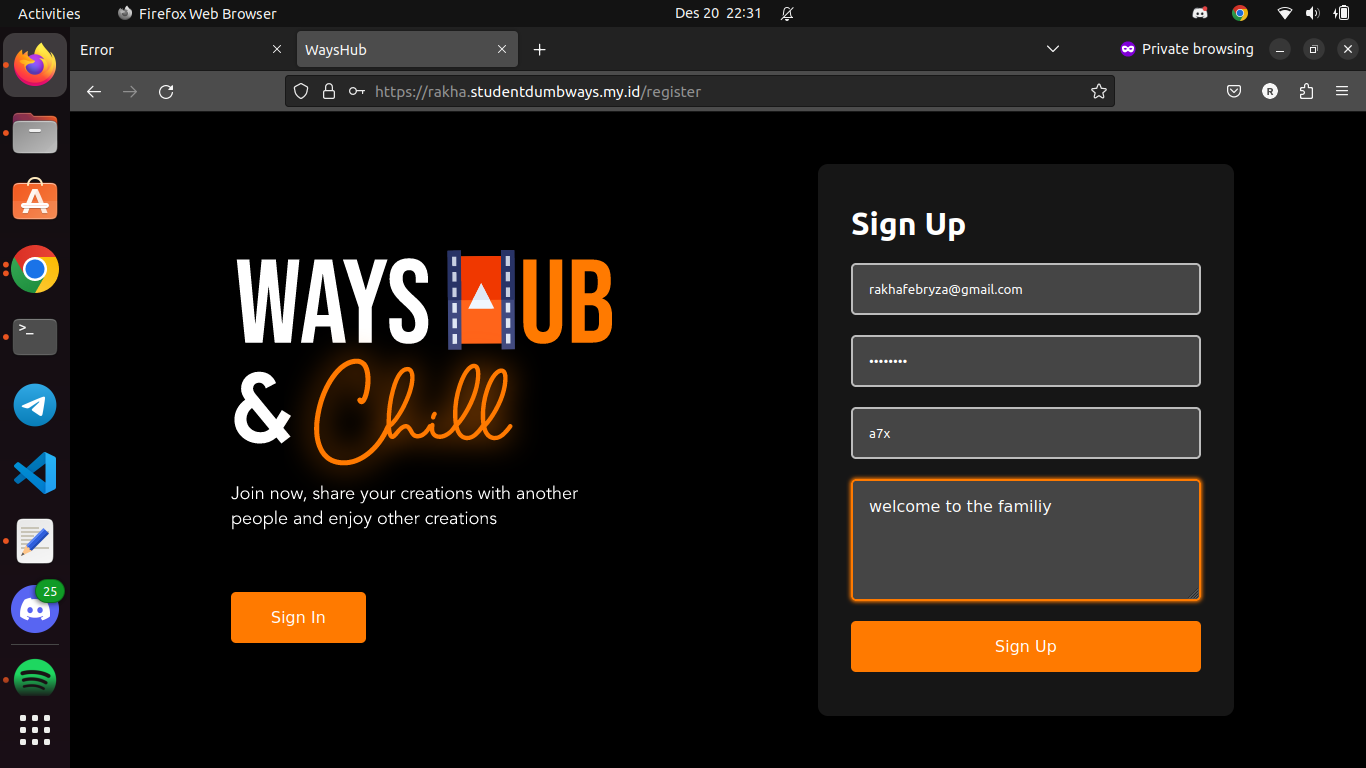 Activities Firefox Web Browser Des 20 22:31
Error WaysHub Private browsing
https://rakha.studentdumbways.my.id/register R
WAYS HUB
& Chill
Join now, share your creations with another
people and enjoy other creations
Sign In
Sign Up
rakhafebryza@gmail.com
••••••••
a7x
welcome to the familiy
Sign Up
>_
25